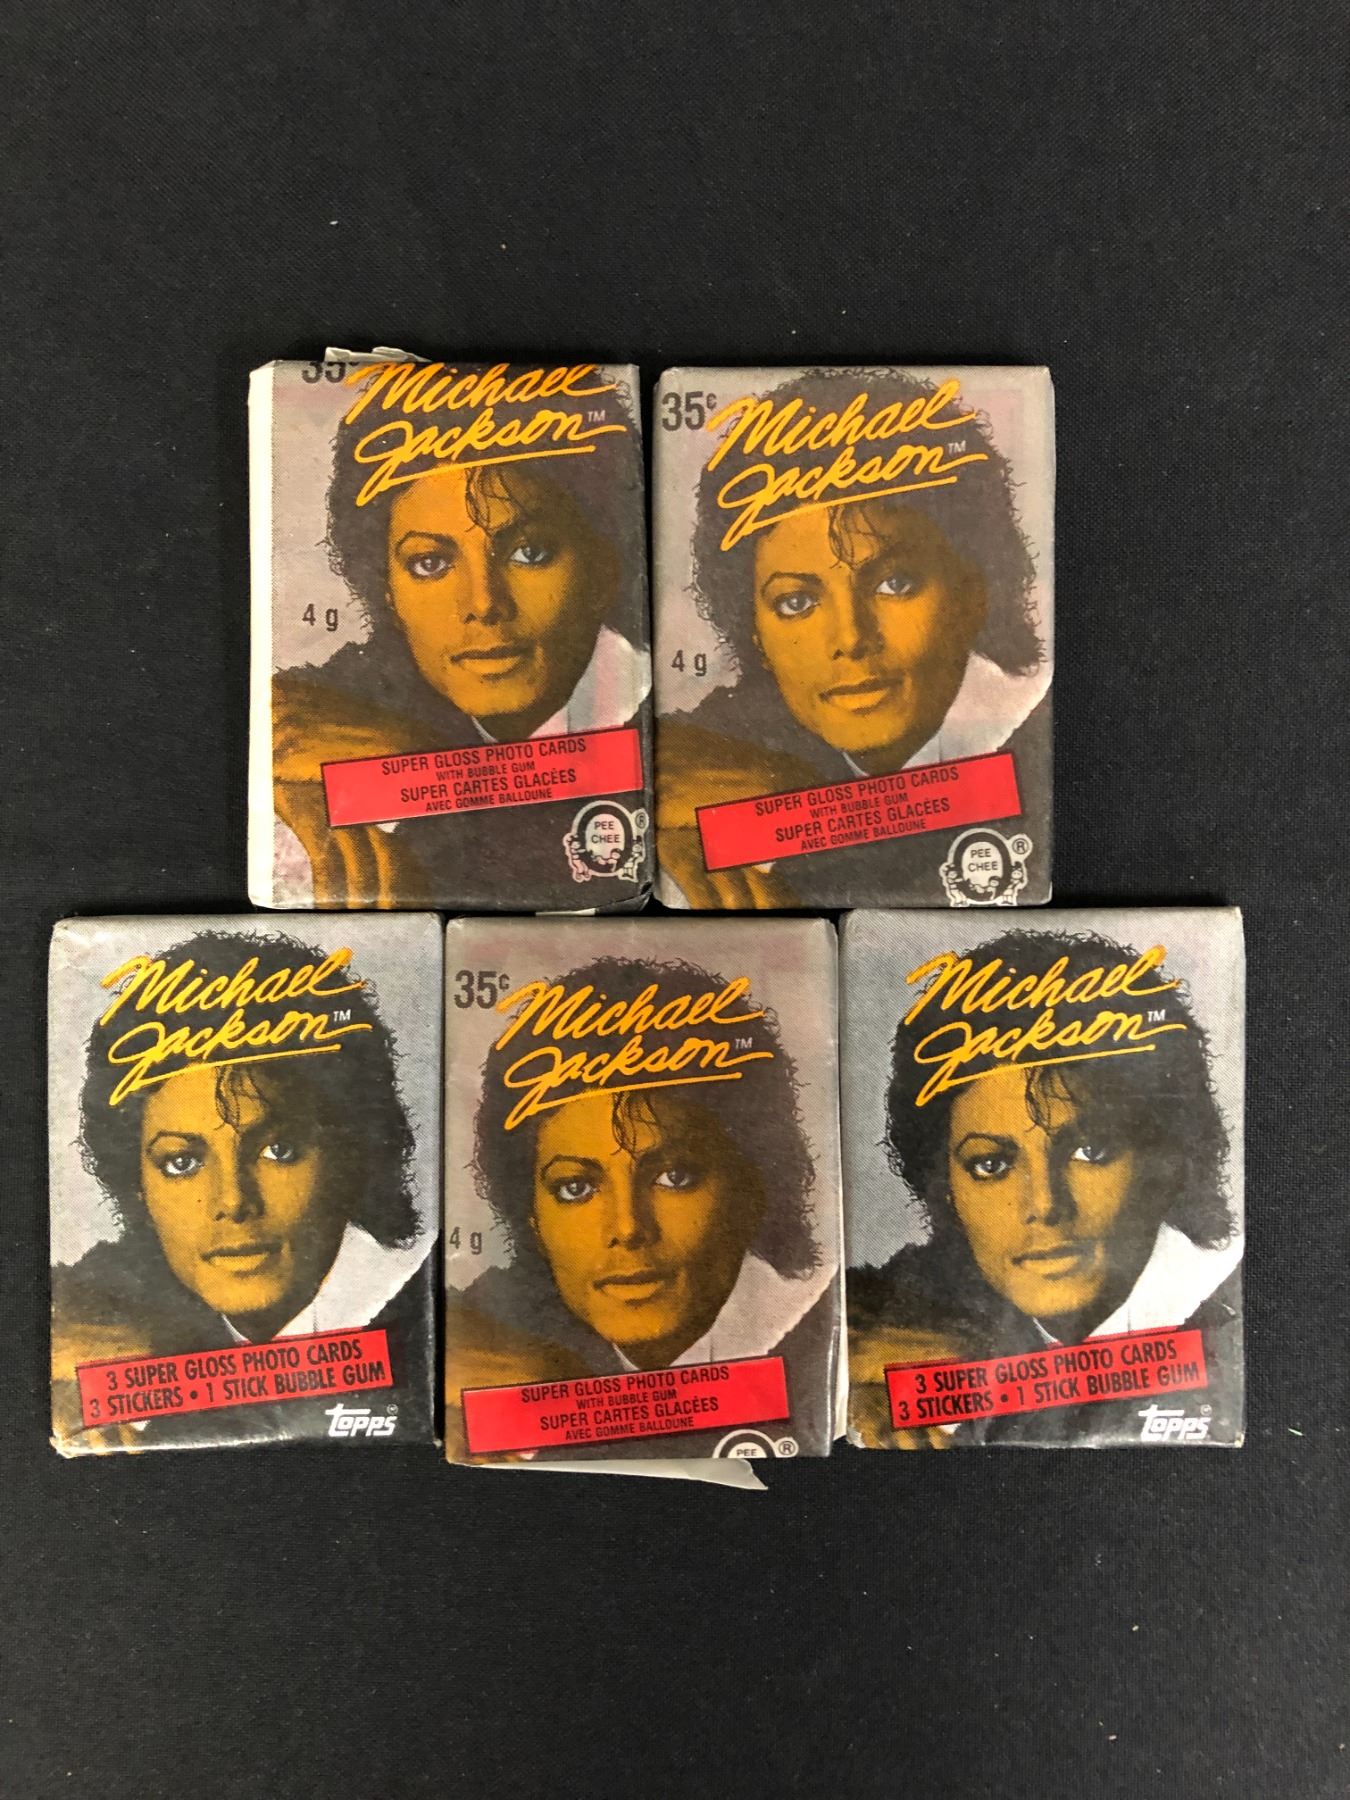 35¢
Michael
Jackson™
4 g
SUPER GLOSS PHOTO CARDS
WITH BUBBLE GUM
SUPER CARTES GLACÉES
AVEC GOMME BALLOUNE
PEE
CHEE
®
35¢
Michael
Jackson™
4 g
SUPER GLOSS PHOTO CARDS
WITH BUBBLE GUM
SUPER CARTES GLACÉES
AVEC GOMME BALLOUNE
PEE
CHEE
®
Michael
Jackson™
3 SUPER GLOSS PHOTO CARDS
3 STICKERS • 1 STICK BUBBLE GUM
topps
35¢
Michael
Jackson™
4 g
SUPER GLOSS PHOTO CARDS
WITH BUBBLE GUM
SUPER CARTES GLACÉES
AVEC GOMME BALLOUNE
PEE
®
Michael
Jackson™
3 SUPER GLOSS PHOTO CARDS
3 STICKERS • 1 STICK BUBBLE GUM
topps